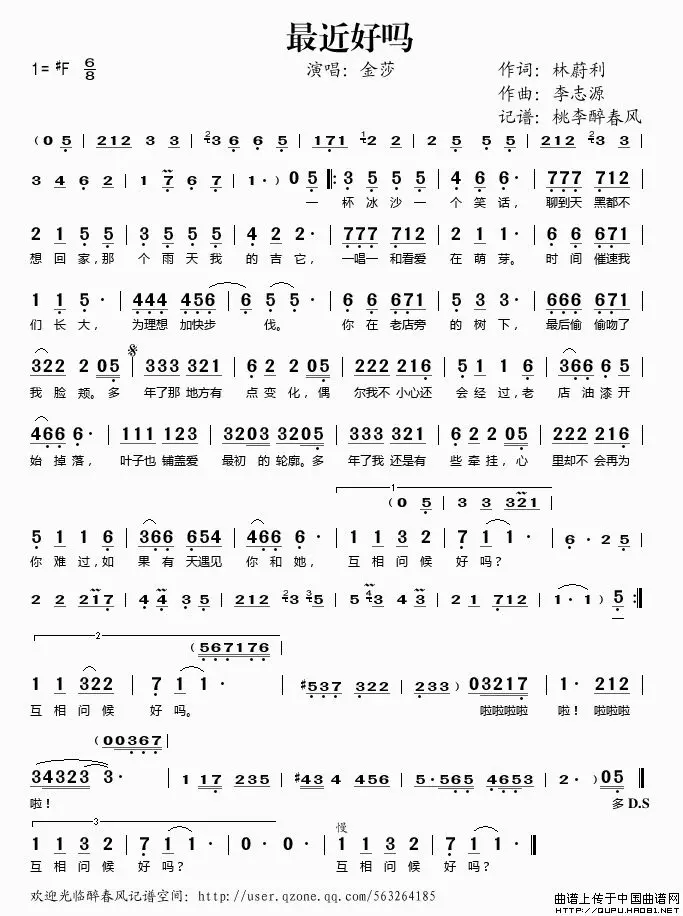 最近好吗
1= #F 6/8
演唱：金莎
作词：林蔚利
作曲：李志源
记谱：桃李醉春风
(0 5 | 212 3 3 | 3 6 6 5 | 171 2 2 | 2 5 5 5 | 212 3 3 |
3 4 6 2 | 1 7 6 7 | 1· ) 0 5 |: 3 5 5 5 | 4 6 6· | 777 712 |
一 杯冰沙一 个笑话， 聊到天 黑都不
2 1 5 5 | 3 5 5 5 | 4 2 2· | 777 712 | 2 1 1· | 6 6 671 |
想回家，那 个雨天我 的吉它， 一唱一 和看爱 在萌芽。 时间催速我
1 1 5· | 444 456 | 6 5 5· | 6 6 671 | 5 3 3· | 666 671 |
们长大， 为理想 加快步 伐。 你在老店旁 的树下， 最后偷 偷吻了
322 2 05 | 333 321 | 6 2 2 05 | 222 216 | 5 1 1 6 | 366 6 5 |
我脸颊。多 年了那 地方有 点变化，偶 尔我不 小心还 会经过，老 店油漆开
466 6· | 111 123 | 3203 3205 | 333 321 | 6 2 2 05 | 222 216 |
始掉落， 叶子也 铺盖爱 最初的轮廓。多 年了我 还是有 些牵挂，心 里却不 会再为
1
(0 5 | 3 3 321 |
5 1 1 6 | 366 654 | 466 6· | 1 1 3 2 | 7 1 1· | 6· 2 5 |
你难过，如 果有天遇见 你和她， 互相问候 好吗？
2 2 217 | 4 4 3 5 | 212 3 5 | 5 3 4 3 | 2 1 712 | 1· 1· ) 5 :|
一
2
(567176 |
1 1 322 | 7 1 1· | #537 322 | 233 ) 03217 | 1· 212 |
互相问候 好吗。 啦啦啦啦 啦！ 啦啦啦
(00367 |
34323 3· | 1 17 235 | #43 4 456 | 5·565 4653 | 2· ) 05 |
啦！ 多 D.S
3
慢
1 1 3 2 | 7 1 1· | 0· 0· | 1 1 3 2 | 7 1 1· |
互相问候 好吗？ 互相问候 好吗？
欢迎光临醉春风记谱空间：http://user.qzone.qq.com/563264185
曲谱上传于中国曲谱网
http://QUPU.HAO81.NET